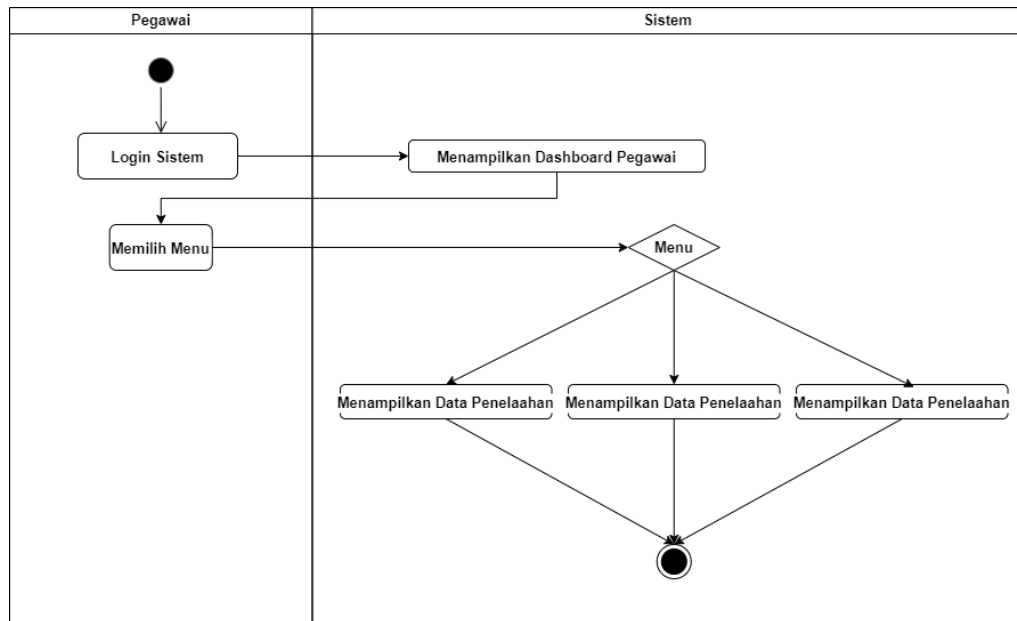 Pegawai
Sistem
Login Sistem
Menampilkan Dashboard Pegawai
Memilih Menu
Menu
Menampilkan Data Penelaahan
Menampilkan Data Penelaahan
Menampilkan Data Penelaahan